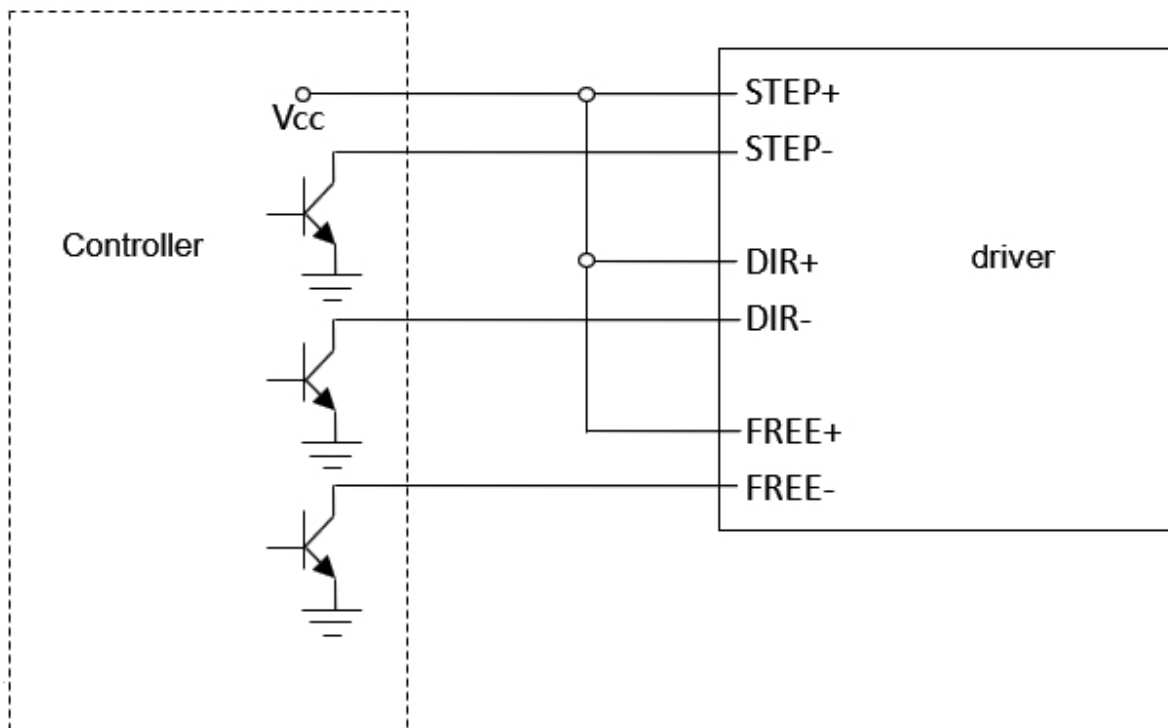 STEP+
Vcc
STEP-
Controller
DIR+
driver
DIR-
FREE+
FREE-